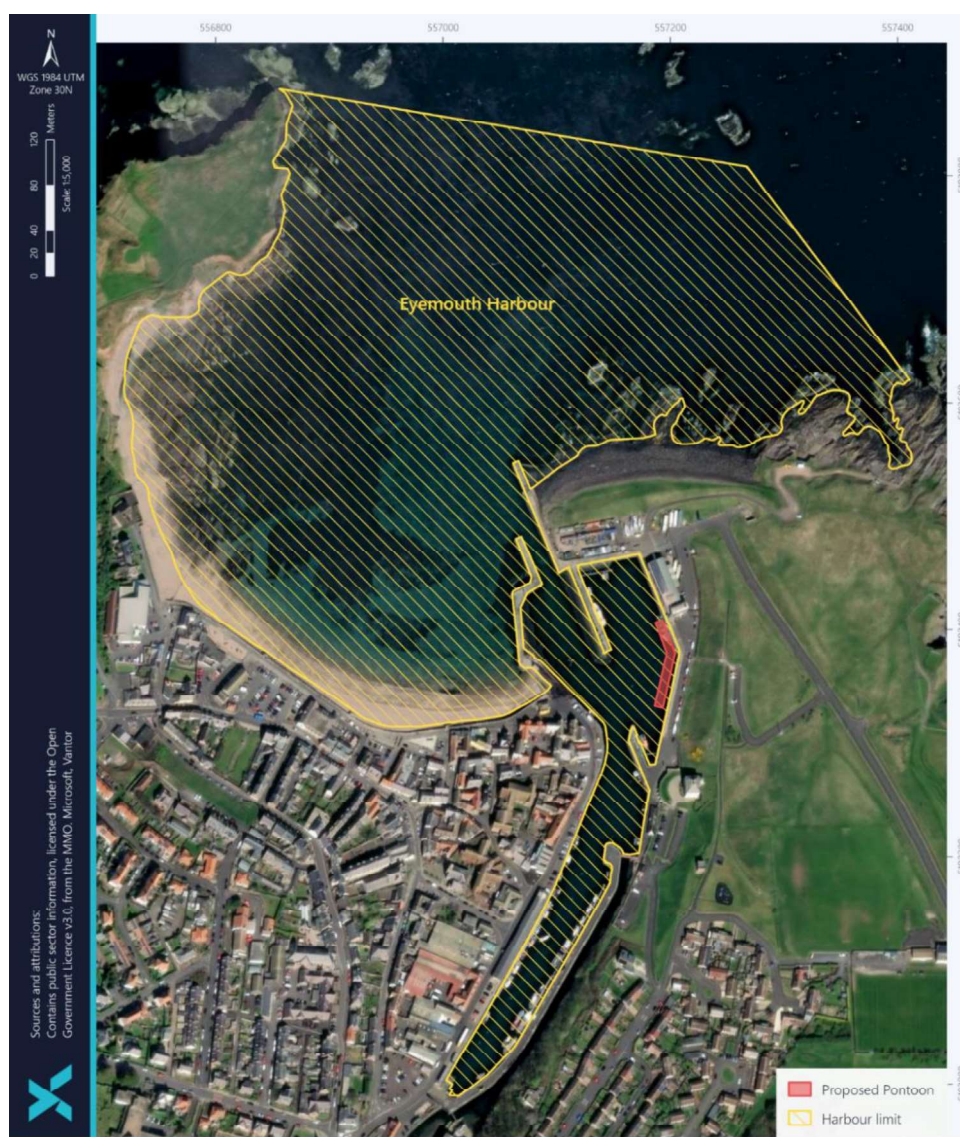 556800
557000
557200
557400
N
WGS 1984 UTM
Zone 30N
0 20 40 80 120
Meters
Scale: 1:5,000
Sources and attributions:
Contains public sector information, licensed under the Open
Government Licence v3.0, from the MMO. Microsoft, Vantor
Eyemouth Harbour
Proposed Pontoon
Harbour limit